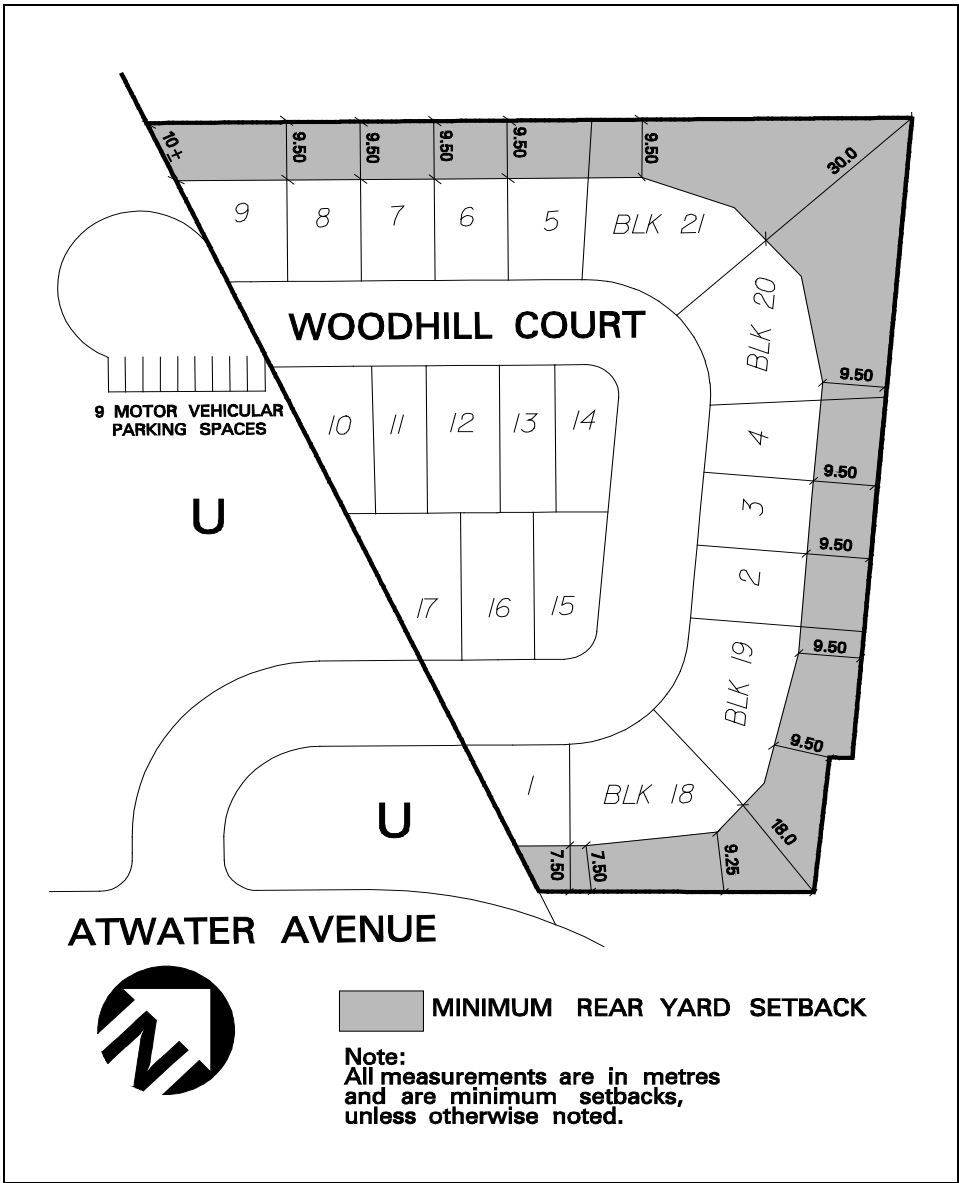 10±
9.50
9.50
9.50
9.50
9.50
30.0
9
8
7
6
5
BLK 21
BLK 20
WOODHILL COURT
9.50
9 MOTOR VEHICULAR
PARKING SPACES
10
11
12
13
14
4
9.50
U
3
9.50
2
17
16
15
9.50
BLK 19
9.50
1
BLK 18
U
18.0
7.50
7.50
9.25
ATWATER AVENUE
N
MINIMUM REAR YARD SETBACK
Note:
All measurements are in metres
and are minimum setbacks,
unless otherwise noted.